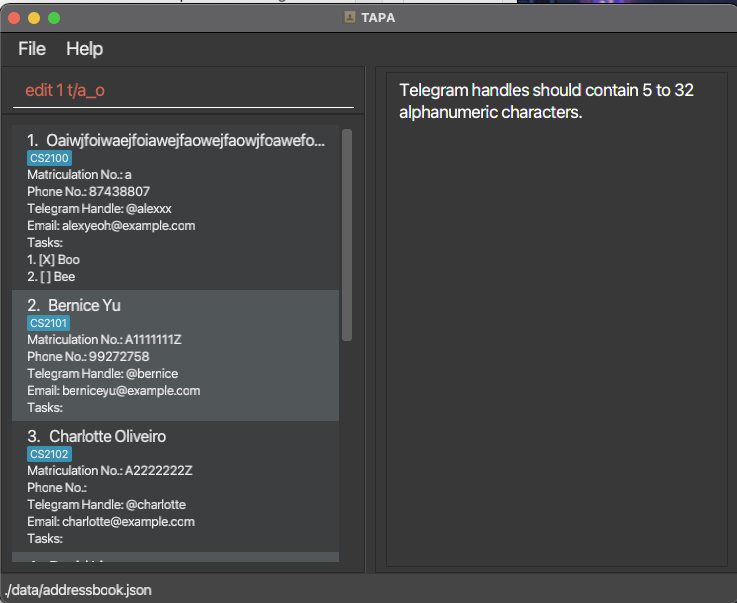 TAPA
File Help
edit 1 t/a_o
Telegram handles should contain 5 to 32
alphanumeric characters.
1. Oaiwjfoiwaejfoiawejfaowejfaowjfoawefo...
CS2100
Matriculation No.: a
Phone No.: 87438807
Telegram Handle: @alexxx
Email: alexyeoh@example.com
Tasks:
1. [X] Boo
2. [ ] Bee
2. Bernice Yu
CS2101
Matriculation No.: A1111111Z
Phone No.: 99272758
Telegram Handle: @bernice
Email: berniceyu@example.com
Tasks:
3. Charlotte Oliveiro
CS2102
Matriculation No.: A2222222Z
Phone No.:
Telegram Handle: @charlotte
Email: charlotte@example.com
Tasks:
./data/addressbook.json